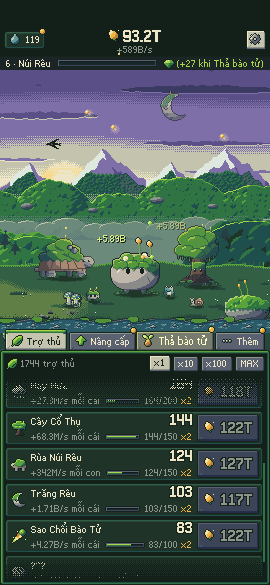 119
93.2T
+589B/s
6 · Núi Rêu
(+27 khi Thả bào tử)
+5.89B
+5.89B
Trợ thủ
Nâng cấp
Thả bào tử
Thêm
1744 trợ thủ
x1
x10
x100
MAX
164/200 x2
118T
Cây Cổ Thụ
144
+68.3M/s mỗi cái
144/150 x2
122T
Rùa Núi Rêu
124
+342M/s mỗi con
124/150 x2
127T
Trăng Rêu
103
+1.71B/s mỗi cái
103/150 x2
117T
Sao Chổi Bào Tử
83
+4.27B/s mỗi cái
83/100 x2
122T
???